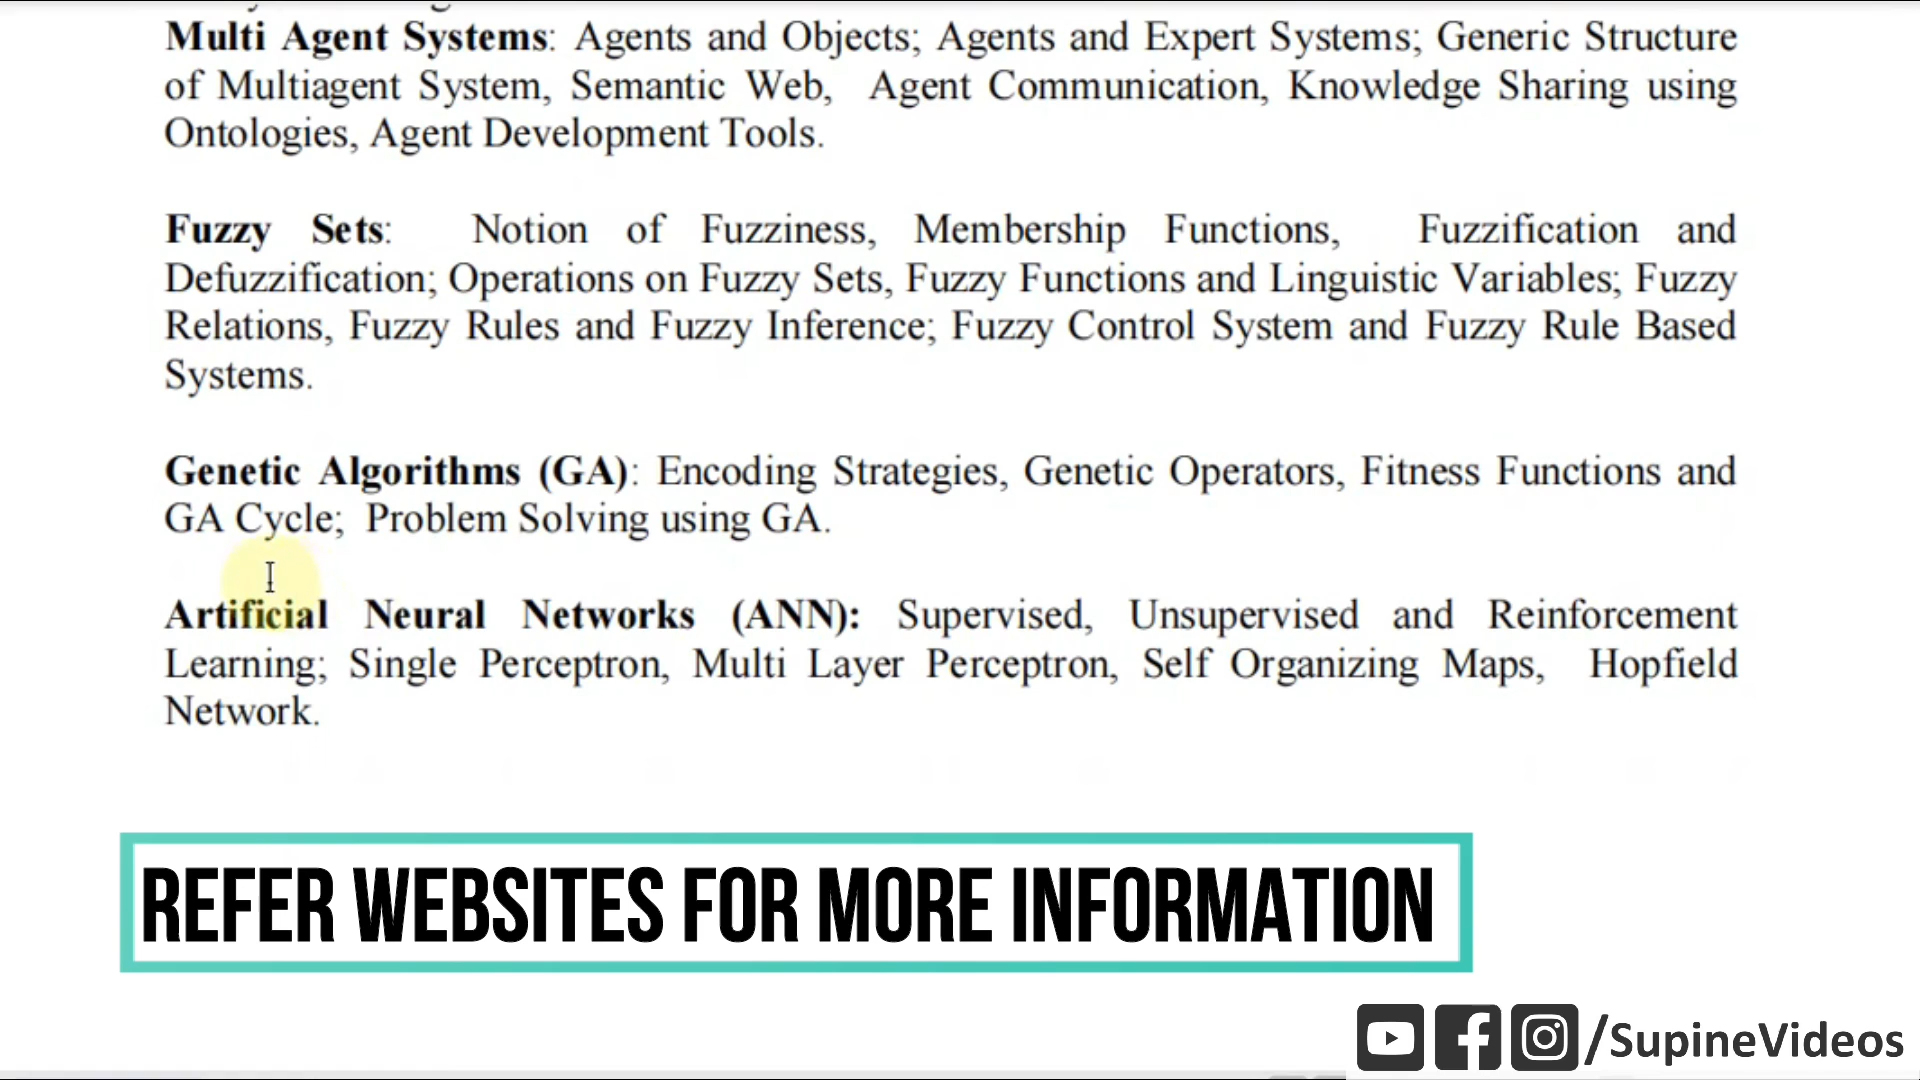 Multi Agent Systems: Agents and Objects; Agents and Expert Systems; Generic Structure
of Multiagent System, Semantic Web, Agent Communication, Knowledge Sharing using
Ontologies, Agent Development Tools.
Fuzzy Sets: Notion of Fuzziness, Membership Functions, Fuzzification and
Defuzzification; Operations on Fuzzy Sets, Fuzzy Functions and Linguistic Variables; Fuzzy
Relations, Fuzzy Rules and Fuzzy Inference; Fuzzy Control System and Fuzzy Rule Based
Systems.
Genetic Algorithms (GA): Encoding Strategies, Genetic Operators, Fitness Functions and
GA Cycle; Problem Solving using GA.
Artificial Neural Networks (ANN): Supervised, Unsupervised and Reinforcement
Learning; Single Perceptron, Multi Layer Perceptron, Self Organizing Maps, Hopfield
Network.
REFER WEBSITES FOR MORE INFORMATION
/SupineVideos